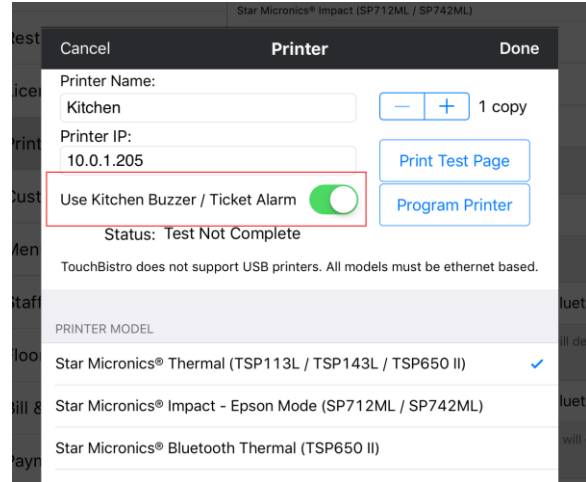 Star Micronics® Impact (SP712ML / SP742ML)
Cancel Printer Done
Printer Name:
Kitchen
− + 1 copy
Printer IP:
10.0.1.205
Print Test Page
Use Kitchen Buzzer / Ticket Alarm
Program Printer
Status: Test Not Complete
TouchBistro does not support USB printers. All models must be ethernet based.
PRINTER MODEL
Star Micronics® Thermal (TSP113L / TSP143L / TSP650 II) ✓
Star Micronics® Impact - Epson Mode (SP712ML / SP742ML)
Star Micronics® Bluetooth Thermal (TSP650 II)